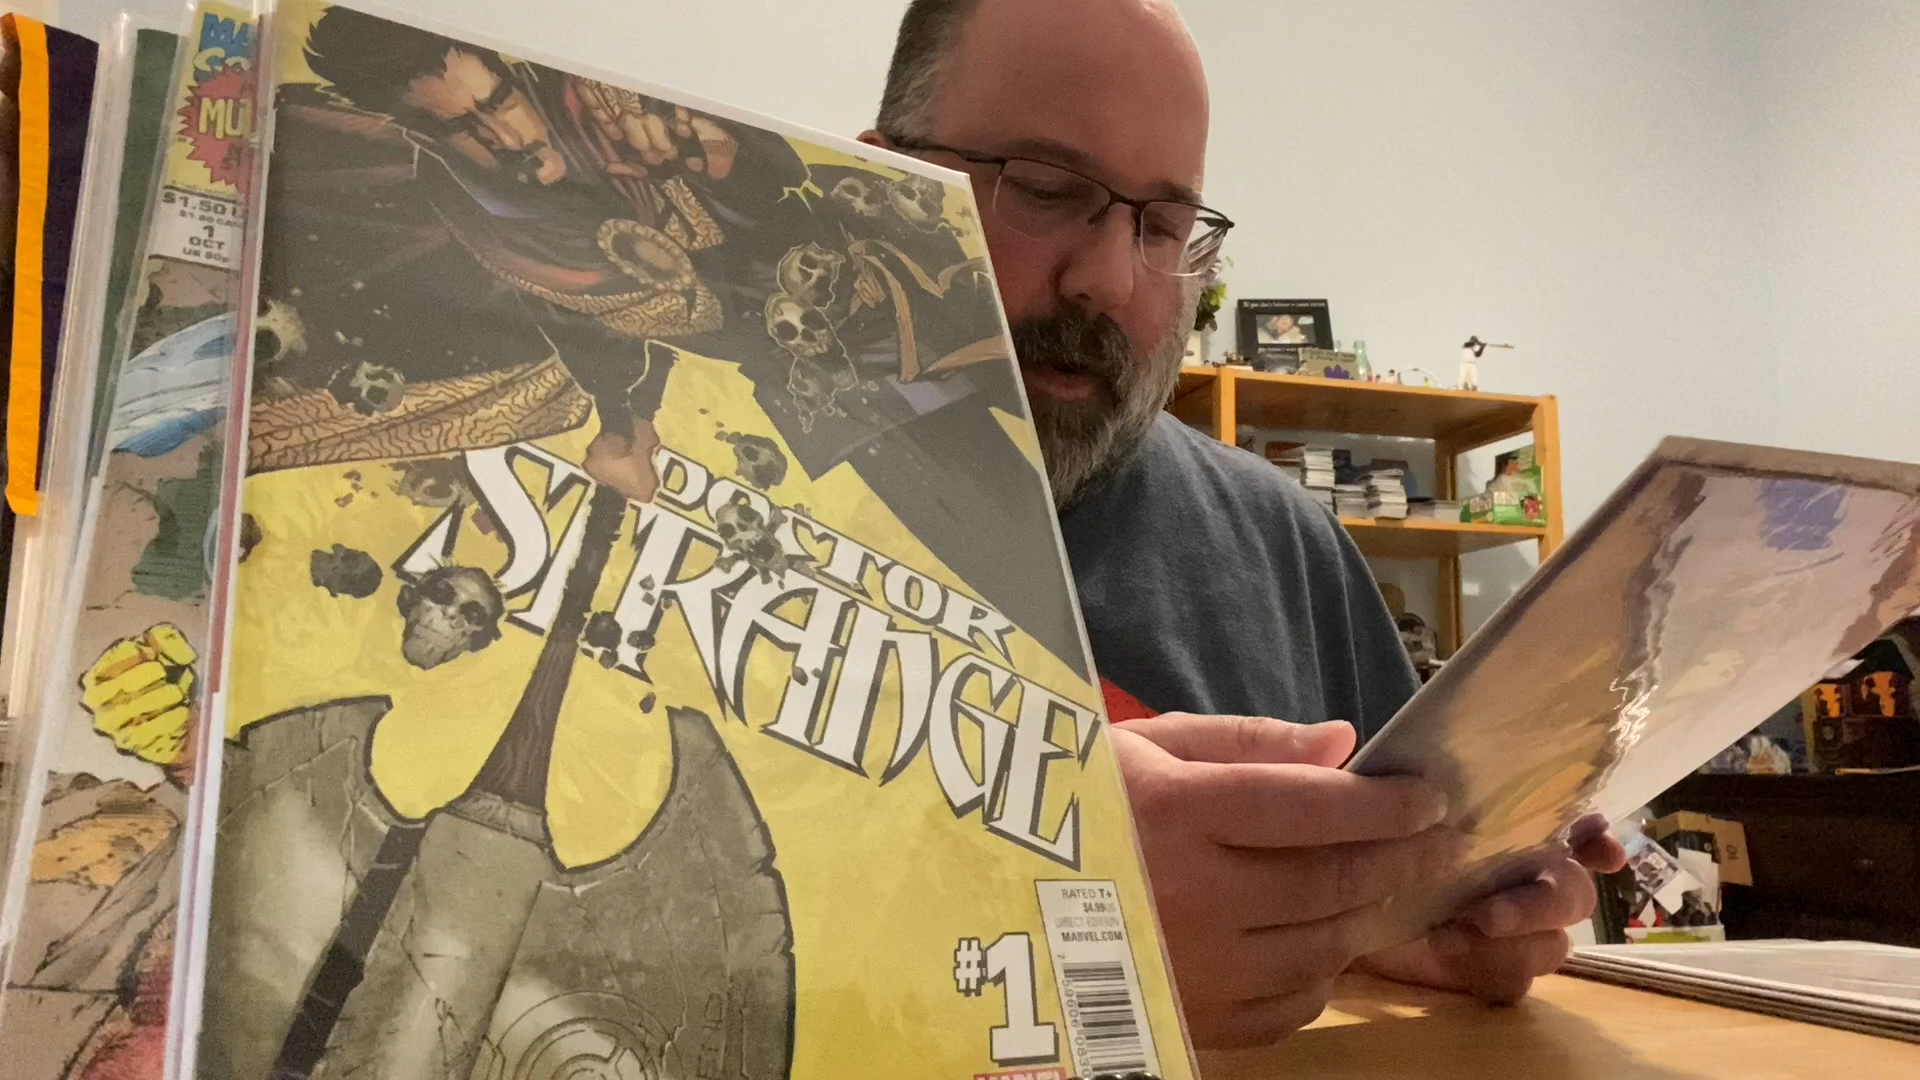 MU
$1.50
1
OCT
UK 80p
DOCTOR
STRANGE
RATED T+
$4.99US
DIRECT EDITION
MARVEL.COM
#1
MARVEL